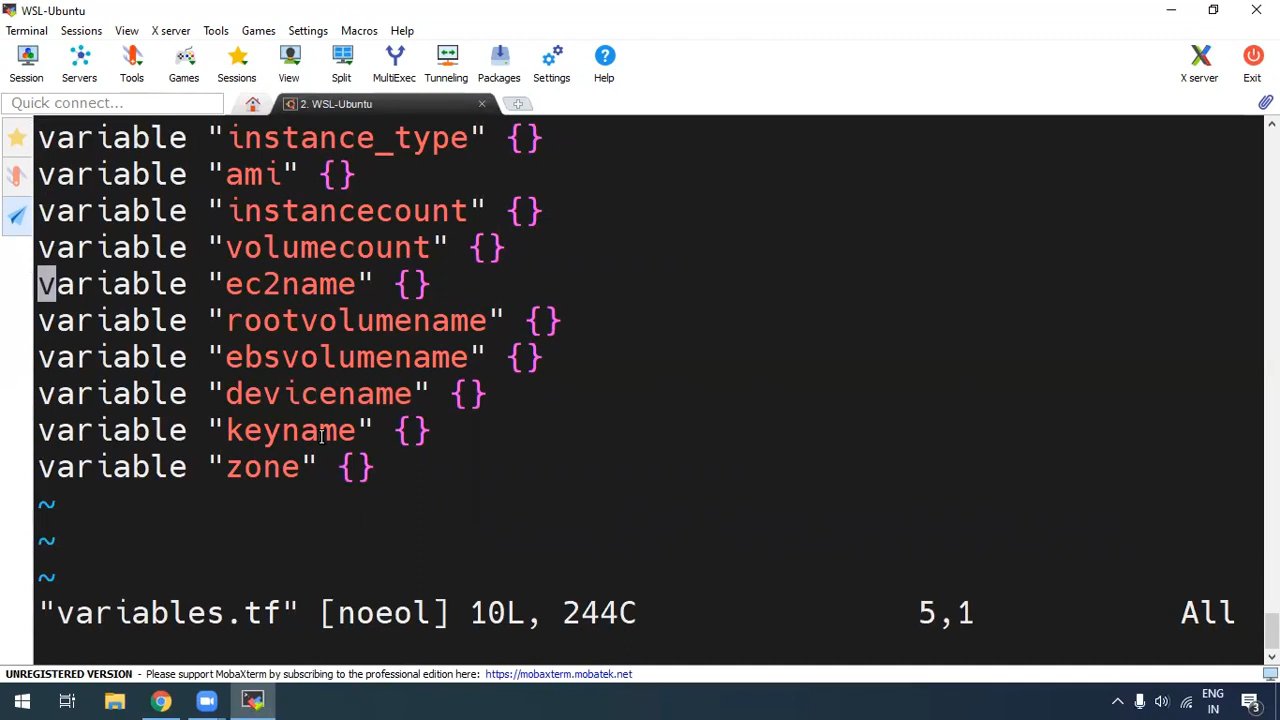 WSL-Ubuntu
Terminal Sessions View X server Tools Games Settings Macros Help
Session Servers Tools Games Sessions View Split MultiExec Tunneling Packages Settings Help X server Exit
Quick connect...
2. WSL-Ubuntu
variable "instance_type" {}
variable "ami" {}
variable "instancecount" {}
variable "volumecount" {}
variable "ec2name" {}
variable "rootvolumename" {}
variable "ebsvolumename" {}
variable "devicename" {}
variable "keyname" {}
variable "zone" {}
~
~
~
"variables.tf" [noeol] 10L, 244C 5,1 All
UNREGISTERED VERSION - Please support MobaXterm by subscribing to the professional edition here: https://mobaxterm.mobatek.net
ENG
IN
3